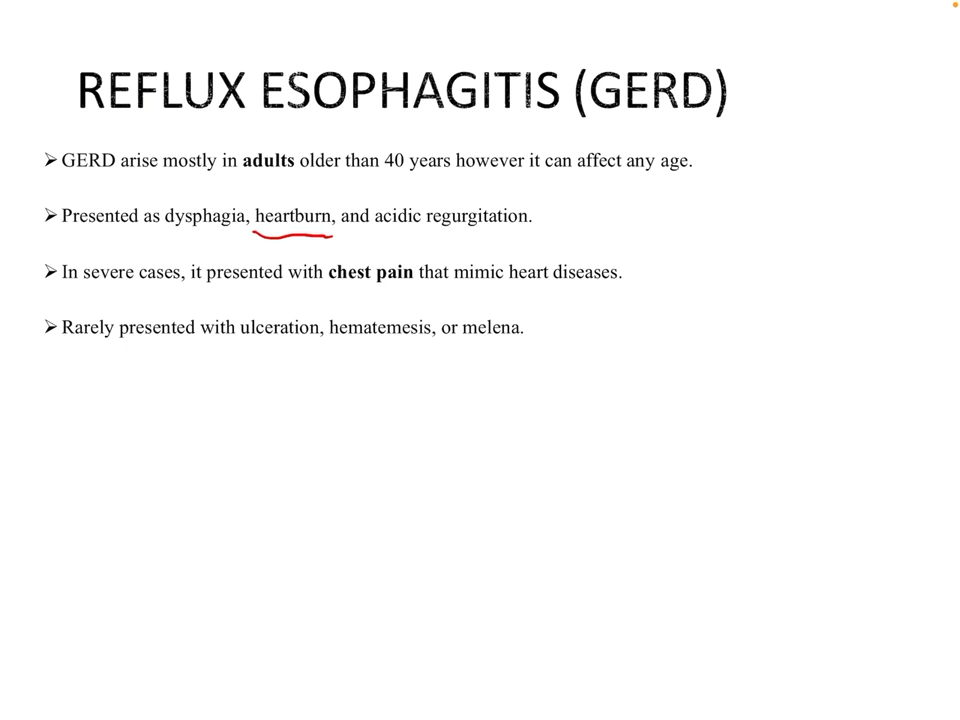 REFLUX ESOPHAGITIS (GERD)
➢ GERD arise mostly in adults older than 40 years however it can affect any age.
➢ Presented as dysphagia, heartburn, and acidic regurgitation.
➢ In severe cases, it presented with chest pain that mimic heart diseases.
➢ Rarely presented with ulceration, hematemesis, or melena.